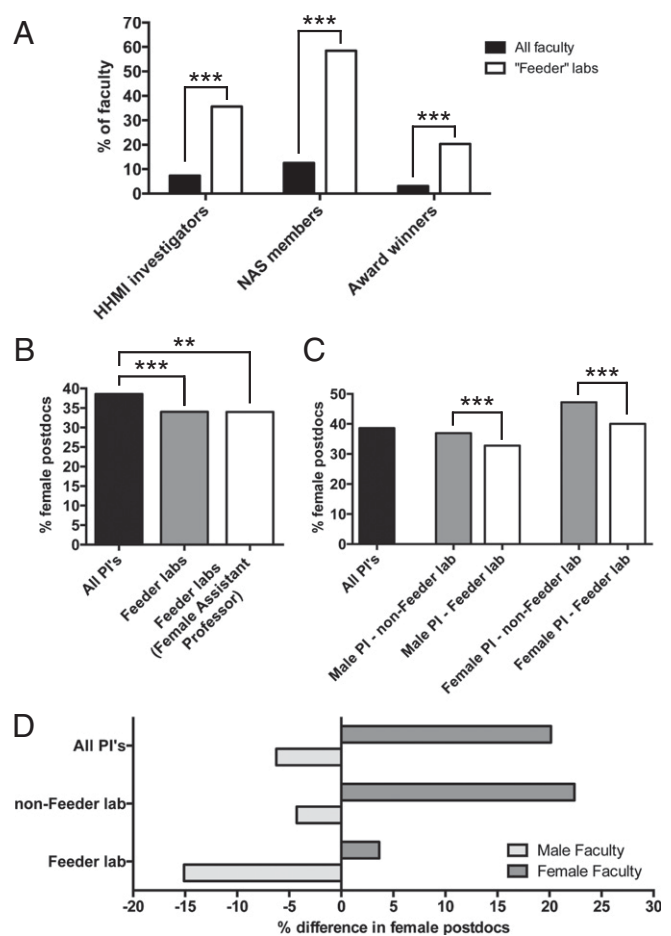 A
% of faculty
70
60
50
40
30
20
10
0
***
***
***
All faculty
"Feeder" labs
HHMI investigators
NAS members
Award winners
B
% female postdocs
40
35
30
25
20
15
10
5
0
**
***
All PI's
Feeder labs
Feeder labs
(Female Assistant
Professor)
C
% female postdocs
50
40
30
20
10
0
***
***
All PI's
Male PI - non-Feeder lab
Male PI - Feeder lab
Female PI - non-Feeder lab
Female PI - Feeder lab
D
All PI's
non-Feeder lab
Feeder lab
Male Faculty
Female Faculty
-20 -15 -10 -5 0 5 10 15 20 30
% difference in female postdocs